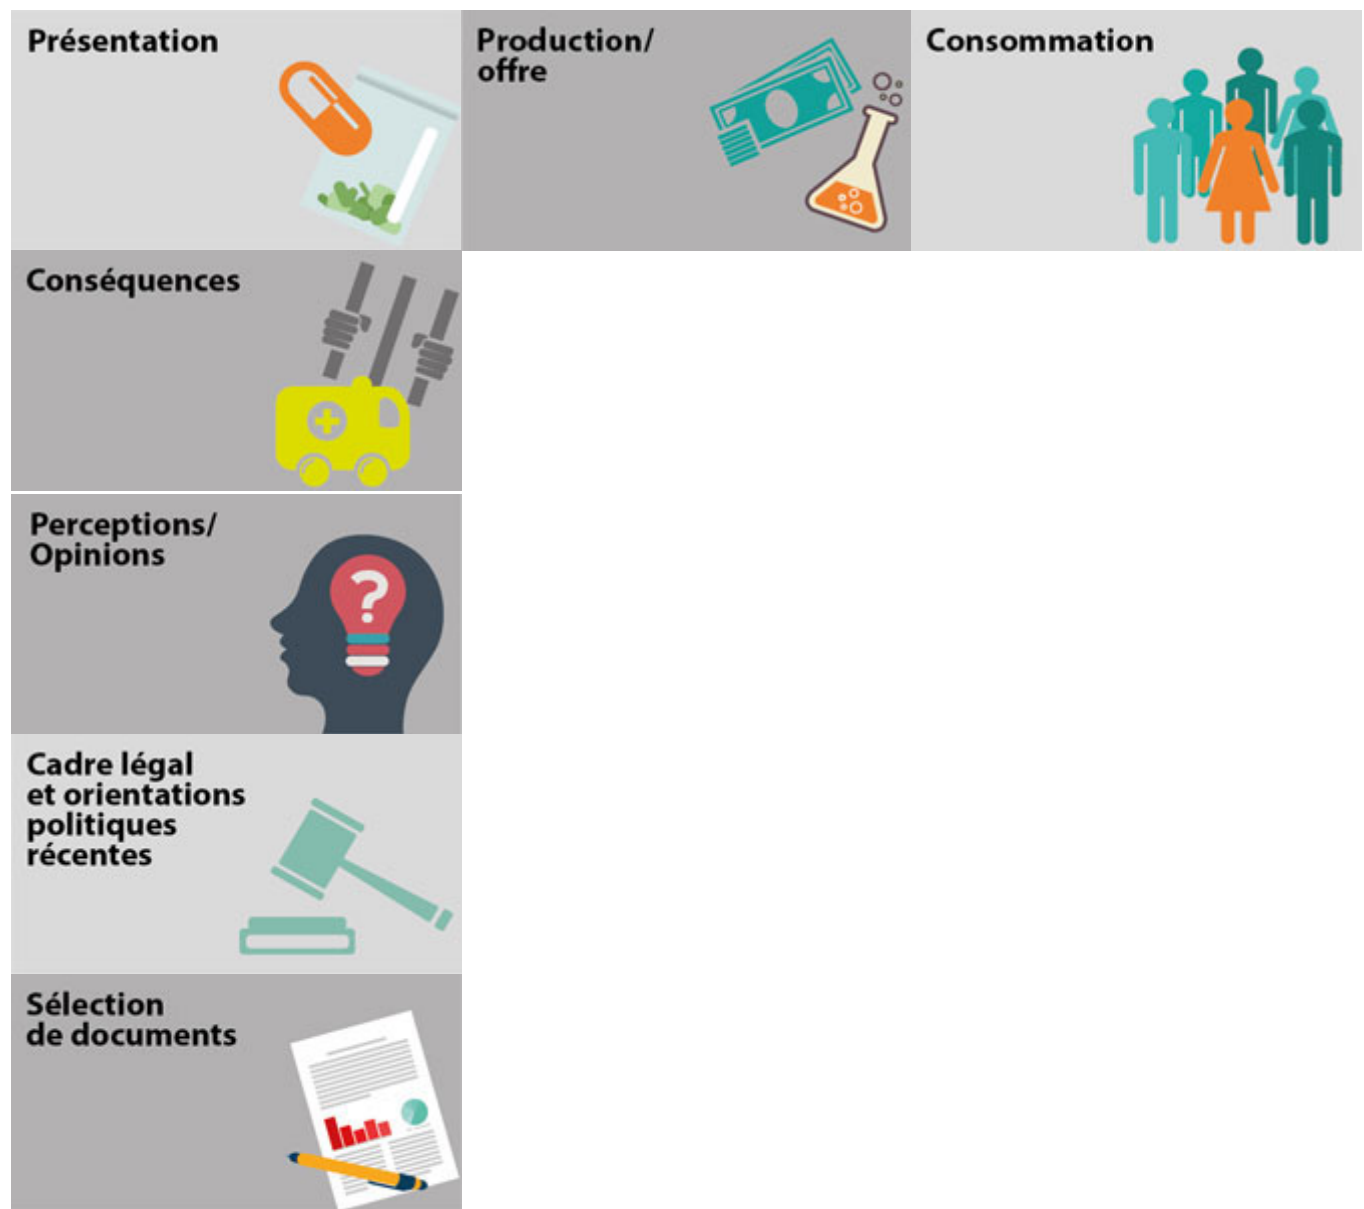 Présentation
Production/
offre
Consommation
Conséquences
Perceptions/
Opinions
Cadre légal
et orientations
politiques
récentes
Sélection
de documents